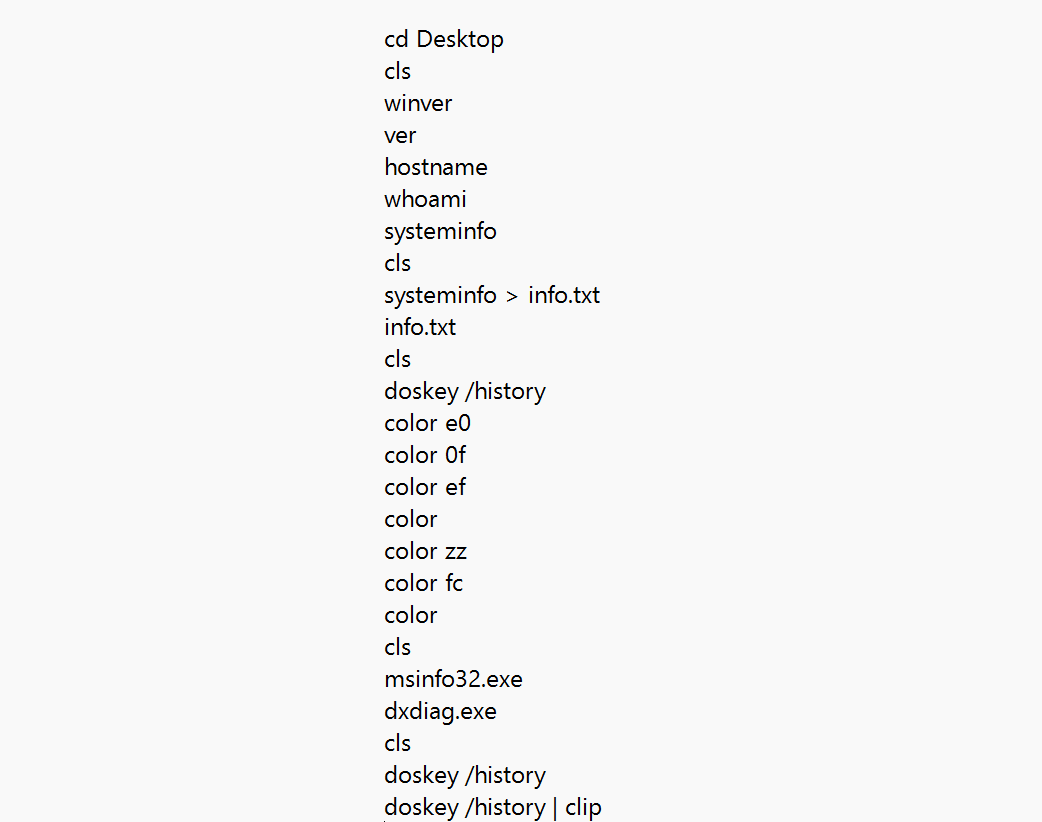 cd Desktop
cls
winver
ver
hostname
whoami
systeminfo
cls
systeminfo > info.txt
info.txt
cls
doskey /history
color e0
color 0f
color ef
color
color zz
color fc
color
cls
msinfo32.exe
dxdiag.exe
cls
doskey /history
doskey /history | clip